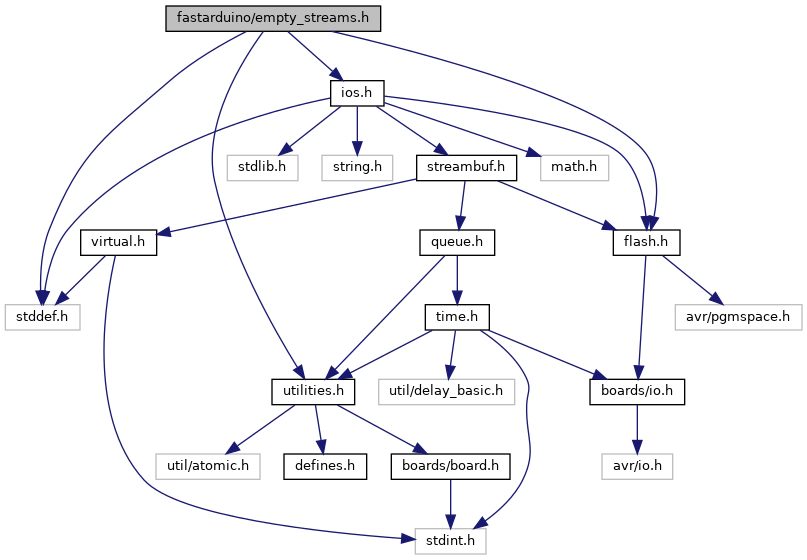 fastarduino/empty_streams.h
ios.h
stdlib.h
string.h
streambuf.h
math.h
virtual.h
queue.h
flash.h
stddef.h
time.h
avr/pgmspace.h
utilities.h
util/delay_basic.h
boards/io.h
util/atomic.h
defines.h
boards/board.h
avr/io.h
stdint.h